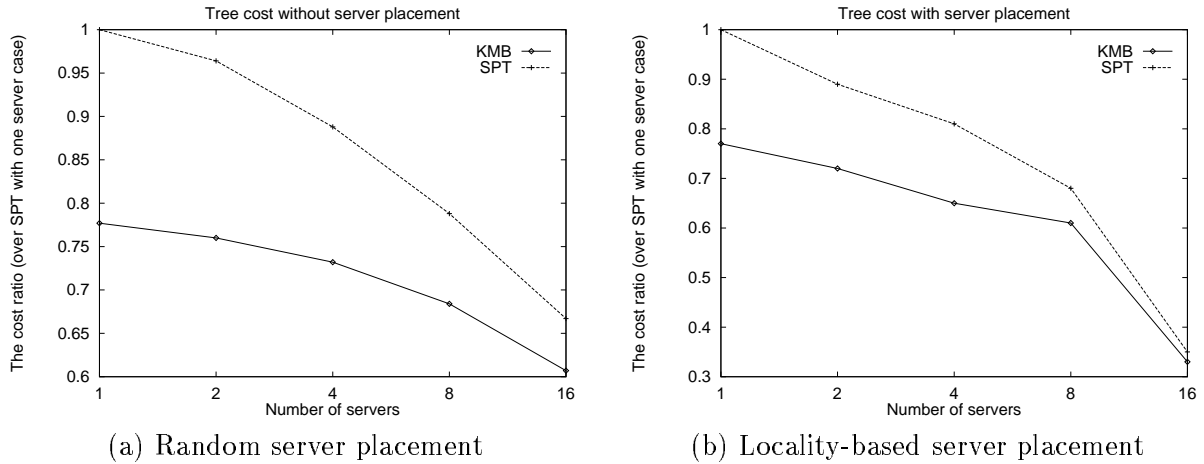 Tree cost without server placement
The cost ratio (over SPT with one server case)
1
0.95
0.9
0.85
0.8
0.75
0.7
0.65
0.6
KMB
SPT
1 2 4 8 16
Number of servers
(a) Random server placement
Tree cost with server placement
The cost ratio (over SPT with one server case)
1
0.9
0.8
0.7
0.6
0.5
0.4
0.3
KMB
SPT
1 2 4 8 16
Number of servers
(b) Locality-based server placement